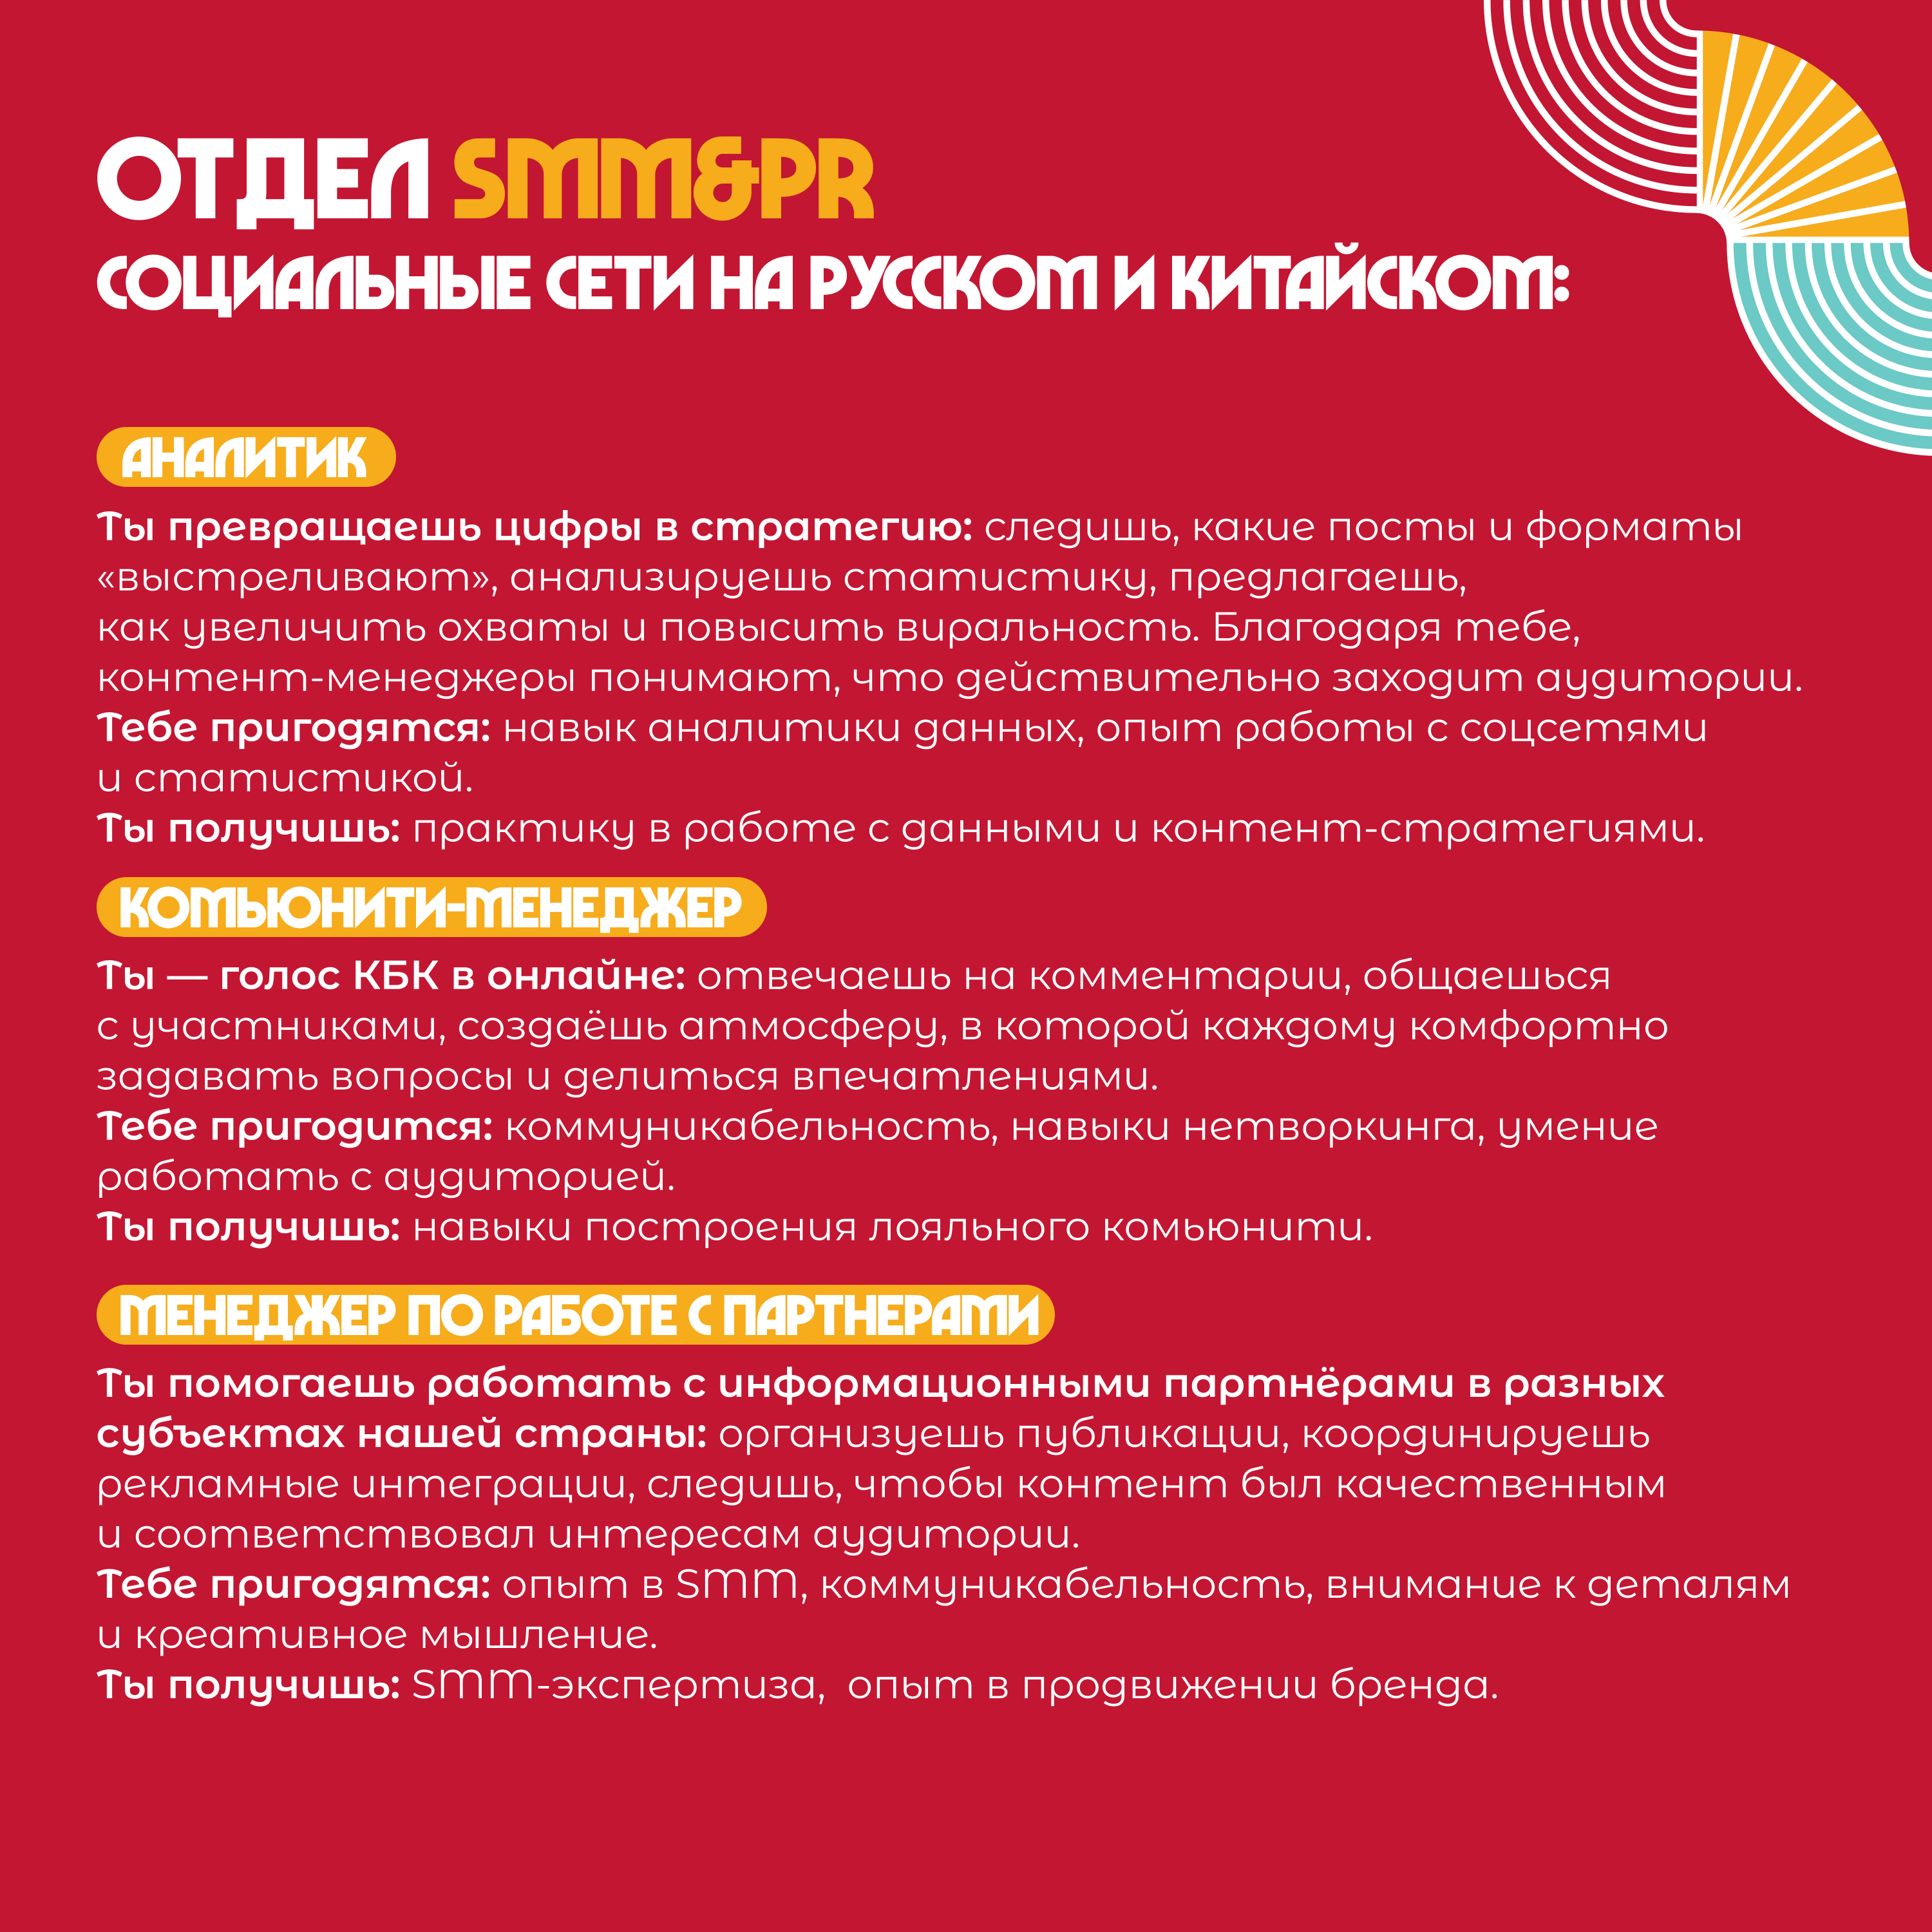 ОТДЕЛ SMM&PR
СОЦИАЛЬНЫЕ СЕТИ НА РУССКОМ И КИТАЙСКОМ:
АНАЛИТИК
Ты превращаешь цифры в стратегию: следишь, какие посты и форматы
«выстреливают», анализируешь статистику, предлагаешь,
как увеличить охваты и повысить виральность. Благодаря тебе,
контент-менеджеры понимают, что действительно заходит аудитории.
Тебе пригодятся: навык аналитики данных, опыт работы с соцсетями
и статистикой.
Ты получишь: практику в работе с данными и контент-стратегиями.
КОМЬЮНИТИ-МЕНЕДЖЕР
Ты — голос КБК в онлайне: отвечаешь на комментарии, общаешься
с участниками, создаёшь атмосферу, в которой каждому комфортно
задавать вопросы и делиться впечатлениями.
Тебе пригодится: коммуникабельность, навыки нетворкинга, умение
работать с аудиторией.
Ты получишь: навыки построения лояльного комьюнити.
МЕНЕДЖЕР ПО РАБОТЕ С ПАРТНЕРАМИ
Ты помогаешь работать с информационными партнёрами в разных
субъектах нашей страны: организуешь публикации, координируешь
рекламные интеграции, следишь, чтобы контент был качественным
и соответствовал интересам аудитории.
Тебе пригодятся: опыт в SMM, коммуникабельность, внимание к деталям
и креативное мышление.
Ты получишь: SMM-экспертиза,  опыт в продвижении бренда.